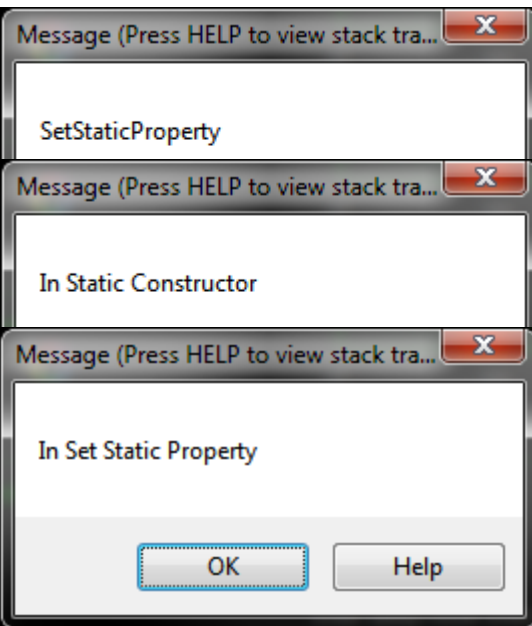 Message (Press HELP to view stack tra...
SetStaticProperty
Message (Press HELP to view stack tra...
In Static Constructor
Message (Press HELP to view stack tra...
In Set Static Property
OK Help